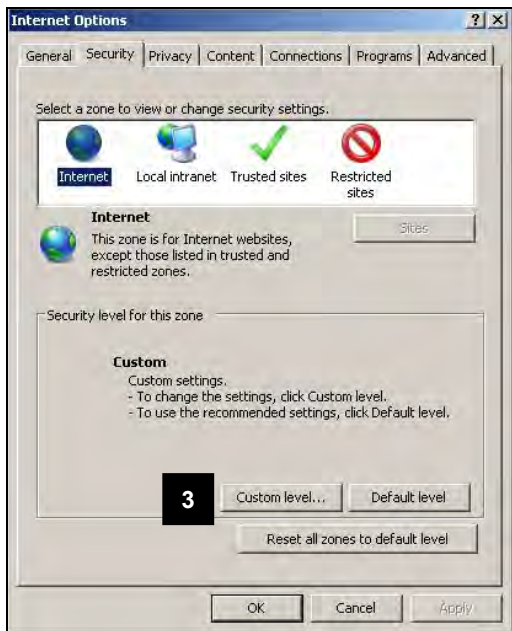 Internet Options
General Security Privacy Content Connections Programs Advanced
Select a zone to view or change security settings.
Internet Local intranet Trusted sites Restricted
sites
Internet
Sites
This zone is for Internet websites,
except those listed in trusted and
restricted zones.
Security level for this zone
Custom
Custom settings.
- To change the settings, click Custom level.
- To use the recommended settings, click Default level.
3 Custom level... Default level
Reset all zones to default level
OK Cancel Apply